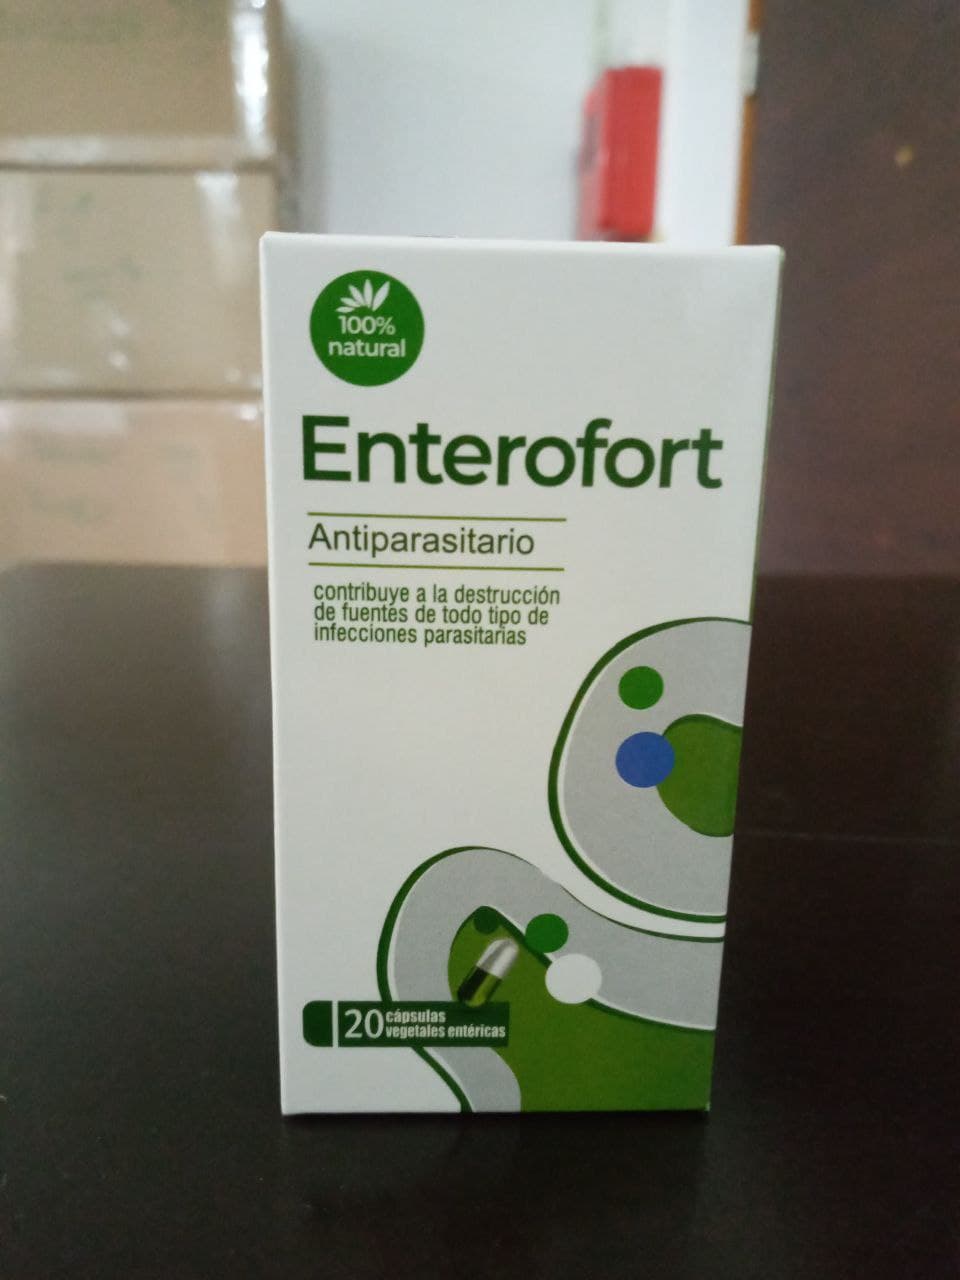 100%
natural
Enterofort
Antiparasitario
contribuye a la destrucción
de fuentes de todo tipo de
infecciones parasitarias
20 cápsulas
vegetales entéricas